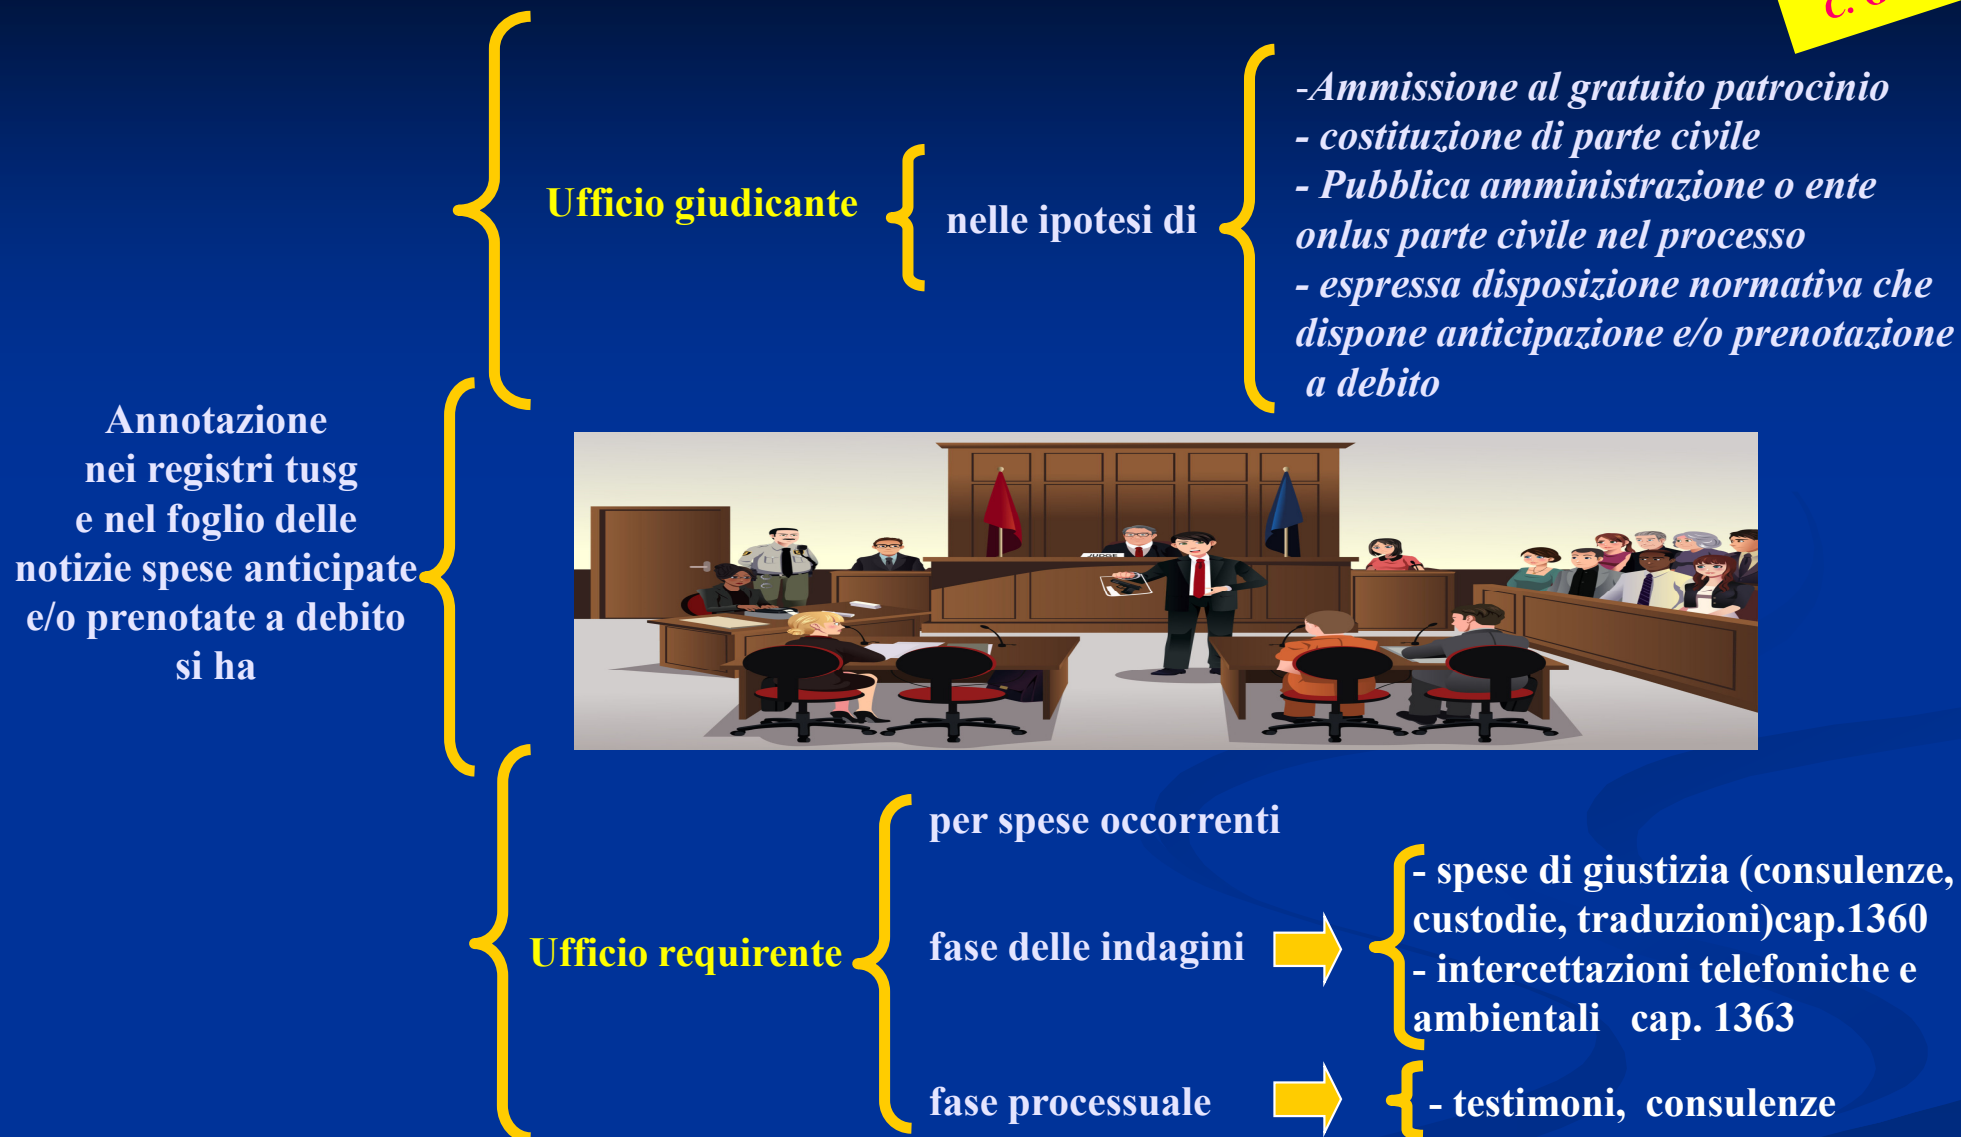 C.
-Ammissione al gratuito patrocinio
- costituzione di parte civile
- Pubblica amministrazione o ente
onlus parte civile nel processo
- espressa disposizione normativa che
dispone anticipazione e/o prenotazione
a debito
Ufficio giudicante
nelle ipotesi di
Annotazione
nei registri tusg
e nel foglio delle
notizie spese anticipate
e/o prenotate a debito
si ha
JUDGE
Ufficio requirente
per spese occorrenti
fase delle indagini
- spese di giustizia (consulenze,
custodie, traduzioni)cap.1360
- intercettazioni telefoniche e
ambientali cap. 1363
fase processuale
- testimoni, consulenze